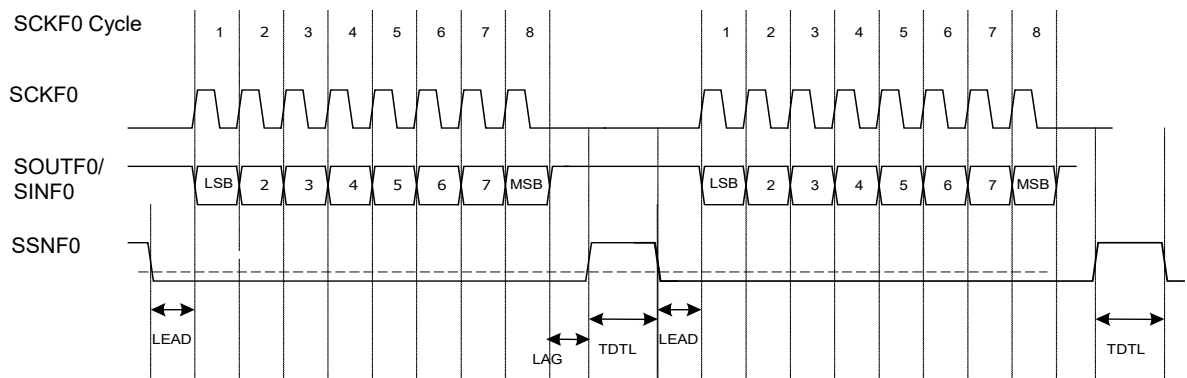 SCKF0 Cycle 1 2 3 4 5 6 7 8 1 2 3 4 5 6 7 8
SCKF0
SOUTF0/
SINF0
LSB 2 3 4 5 6 7 MSB LSB 2 3 4 5 6 7 MSB
SSNF0
LEAD LAG TDTL LEAD TDTL